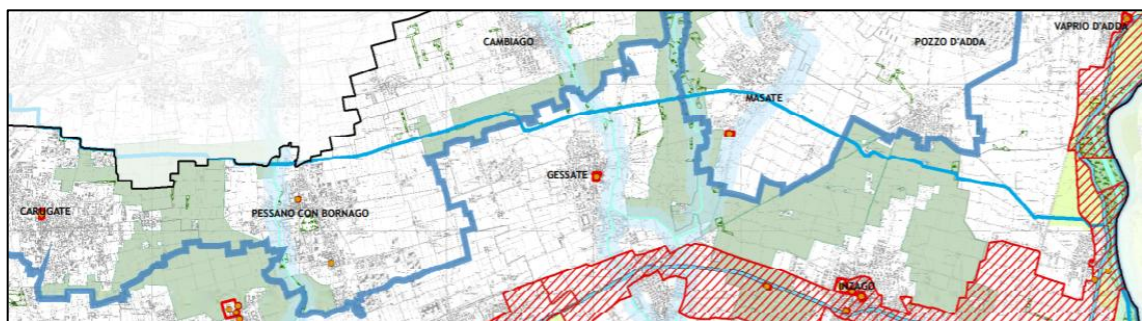 VAPRIO D'ADDA
CAMBIAGO
POZZO D'ADDA
MASATE
GESSATE
CARUGATE
PESSANO CON BORNAGO
INZAGO